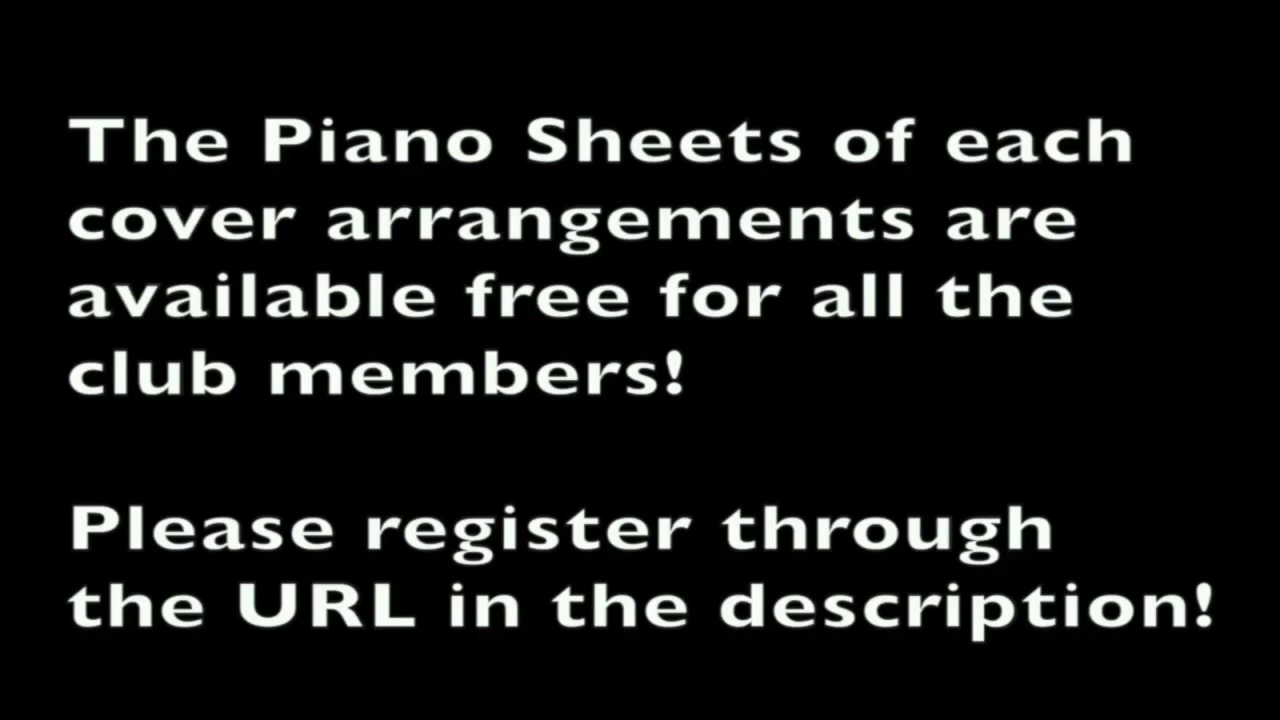 The Piano Sheets of each
cover arrangements are
available free for all the
club members!
Please register through
the URL in the description!